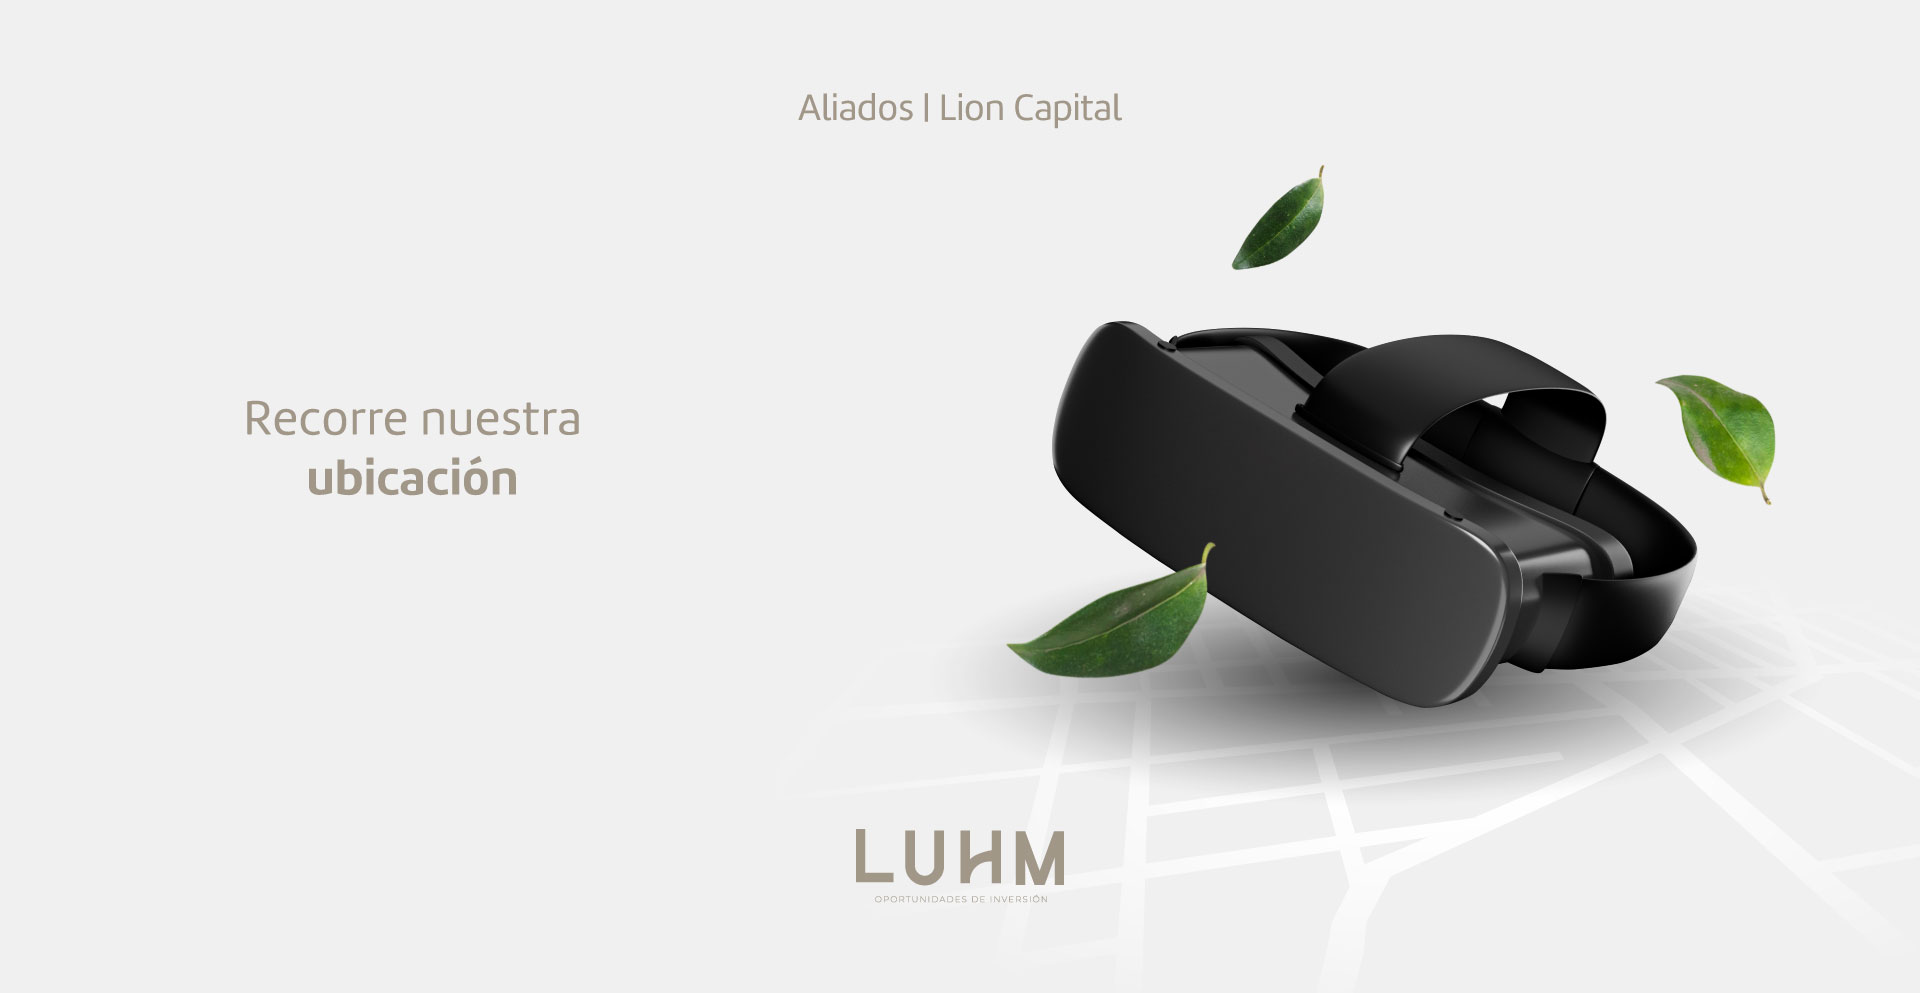 Aliados | Lion Capital
Recorre nuestra
ubicación
LUHM
OPORTUNIDADES DE INVERSIÓN